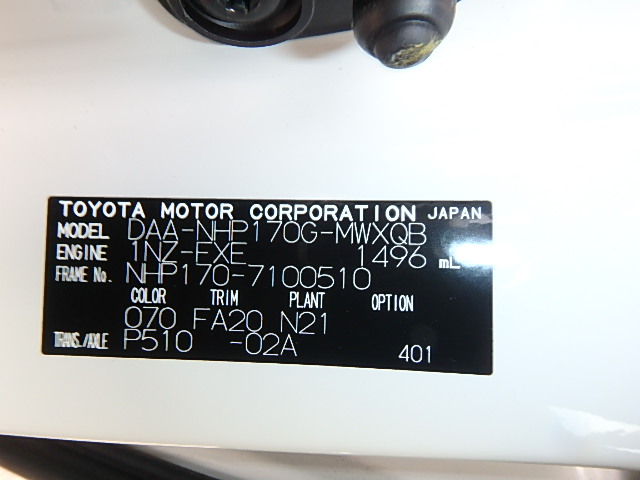 TOYOTA MOTOR CORPORATION JAPAN
MODEL DAA-NHP170G-MWXQB
ENGINE 1NZ-EXE 1496 mL
FRAME No. NHP170-7100510
COLOR TRIM PLANT OPTION
070 FA20 N21
TRANS./AXLE P510 -02A 401